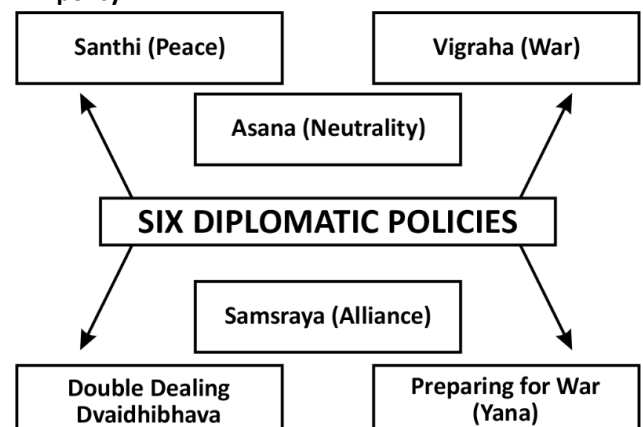 policy
Santhi (Peace)
Vigraha (War)
Asana (Neutrality)
SIX DIPLOMATIC POLICIES
Samsraya (Alliance)
Double Dealing
Dvaidhibhava
Preparing for War
(Yana)